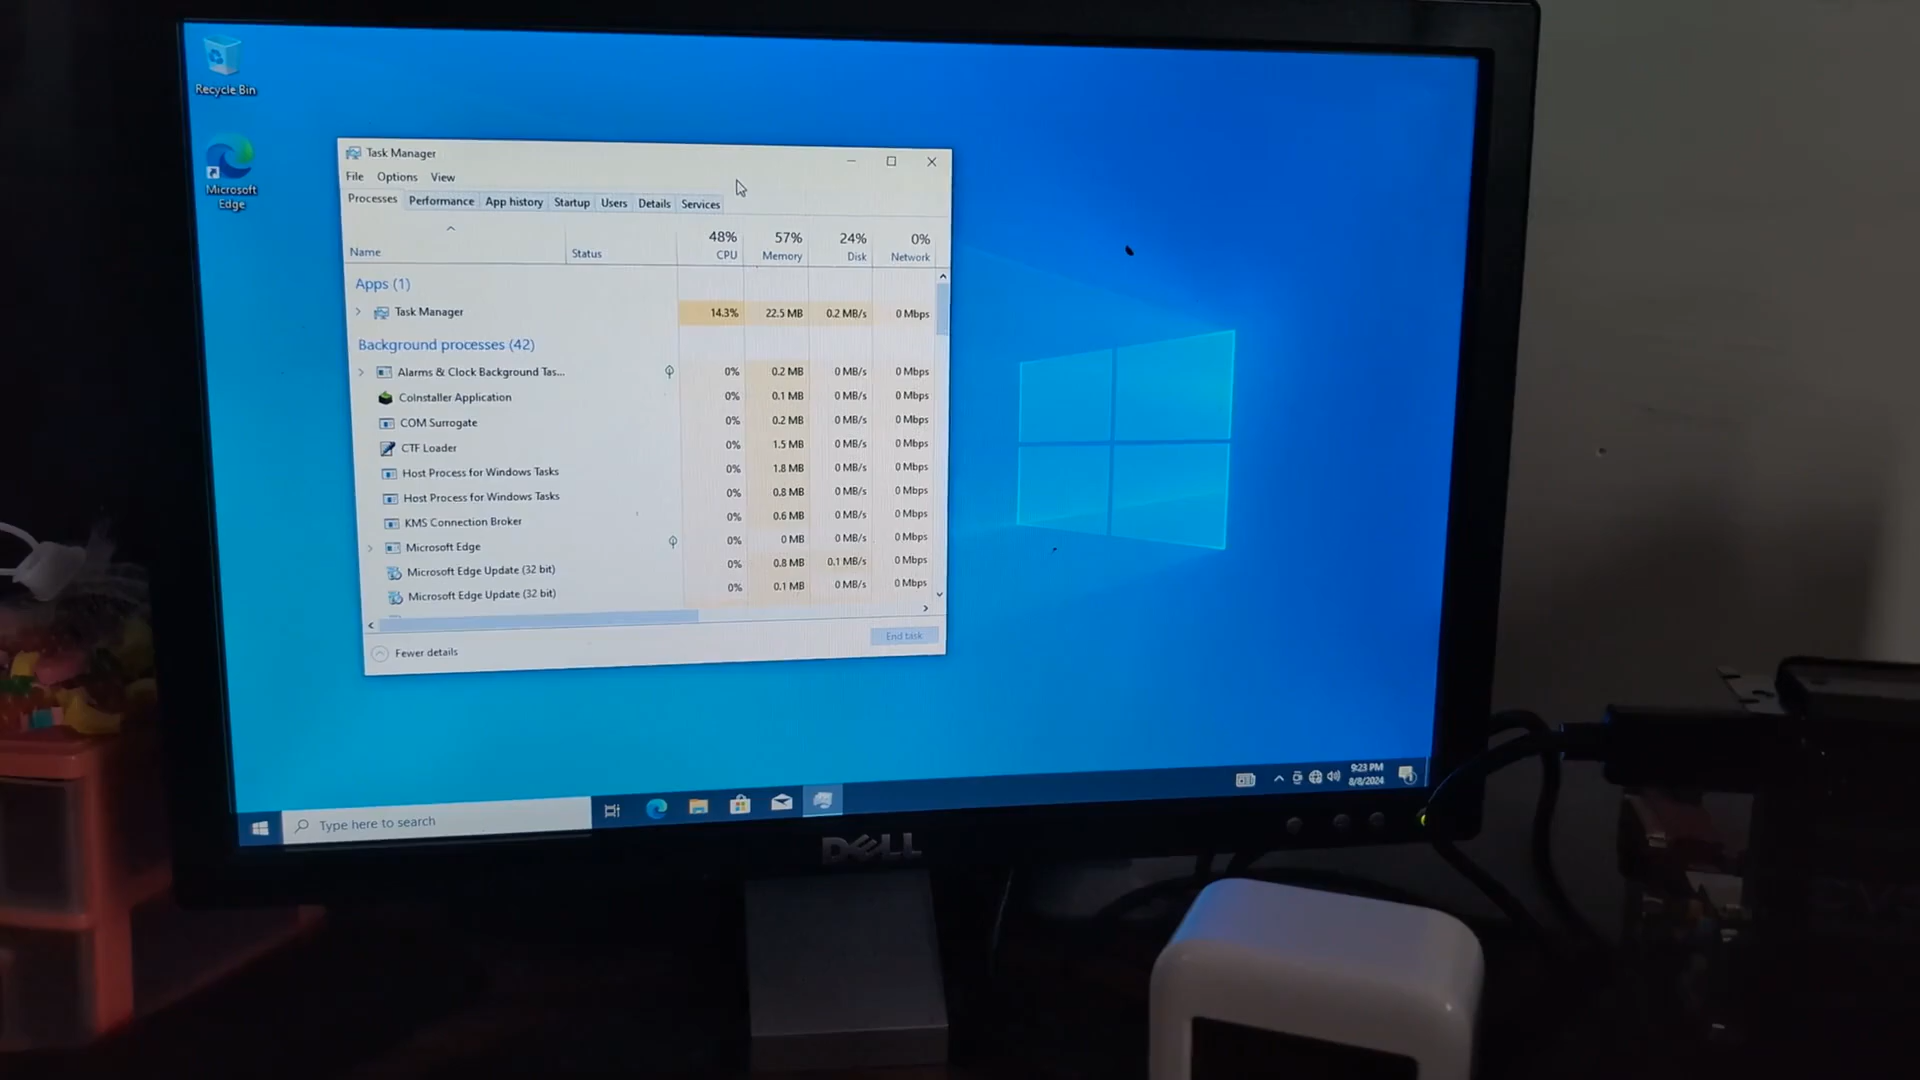 Recycle Bin
Microsoft
Edge
Task Manager
File Options View
Processes Performance App history Startup Users Details Services
48% 57% 24% 0%
Name Status CPU Memory Disk Network
Apps (1)
Task Manager 14.3% 22.5 MB 0.2 MB/s 0 Mbps
Background processes (42)
Alarms & Clock Background Tas... 0% 0.2 MB 0 MB/s 0 Mbps
CoInstaller Application 0% 0.1 MB 0 MB/s 0 Mbps
COM Surrogate 0% 0.2 MB 0 MB/s 0 Mbps
CTF Loader 0% 1.5 MB 0 MB/s 0 Mbps
Host Process for Windows Tasks 0% 1.8 MB 0 MB/s 0 Mbps
Host Process for Windows Tasks 0% 0.8 MB 0 MB/s 0 Mbps
KMS Connection Broker 0% 0.6 MB 0 MB/s 0 Mbps
Microsoft Edge 0% 0 MB 0 MB/s 0 Mbps
Microsoft Edge Update (32 bit) 0% 0.8 MB 0.1 MB/s 0 Mbps
Microsoft Edge Update (32 bit) 0% 0.1 MB 0 MB/s 0 Mbps
End task
Fewer details
Type here to search
9:23 PM
8/8/2024
DELL